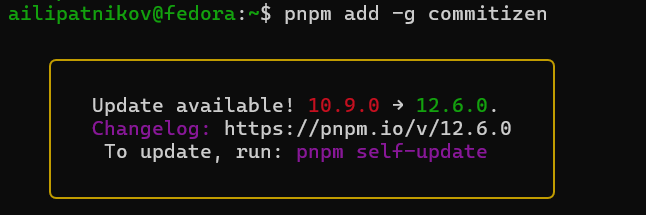 ailipatnikov@fedora:~$ pnpm add -g commitizen
Update available! 10.9.0 → 12.6.0.
Changelog: https://pnpm.io/v/12.6.0
To update, run: pnpm self-update